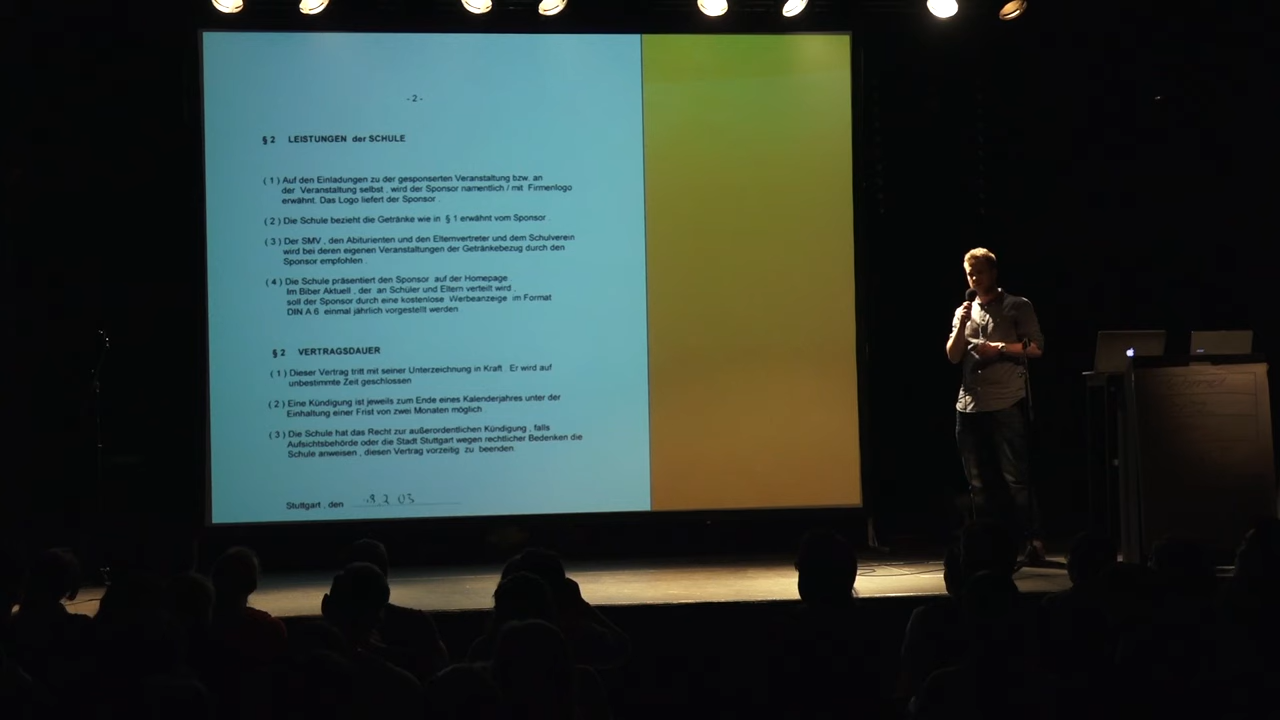 - 2 -
§ 2 LEISTUNGEN der SCHULE
( 1 ) Auf den Einladungen zu der gesponserten Veranstaltung bzw. an
der Veranstaltung selbst , wird der Sponsor namentlich / mit Firmenlogo
erwähnt. Das Logo liefert der Sponsor .
( 2 ) Die Schule bezieht die Getränke wie in § 1 erwähnt vom Sponsor .
( 3 ) Der SMV , den Abiturienten und den Elternvertreter und dem Schulverein
wird bei deren eigenen Veranstaltungen der Getränkebezug durch den
Sponsor empfohlen .
( 4 ) Die Schule präsentiert den Sponsor auf der Homepage .
Im Biber Aktuell , der an Schüler und Eltern verteilt wird ,
soll der Sponsor durch eine kostenlose Werbeanzeige im Format
DIN A 6 einmal jährlich vorgestellt werden
§ 2 VERTRAGSDAUER
( 1 ) Dieser Vertrag tritt mit seiner Unterzeichnung in Kraft . Er wird auf
unbestimmte Zeit geschlossen
( 2 ) Eine Kündigung ist jeweils zum Ende eines Kalenderjahres unter der
Einhaltung einer Frist von zwei Monaten möglich .
( 3 ) Die Schule hat das Recht zur außerordentlichen Kündigung , falls
Aufsichtsbehörde oder die Stadt Stuttgart wegen rechtlicher Bedenken die
Schule anweisen , diesen Vertrag vorzeitig zu beenden
Stuttgart , den